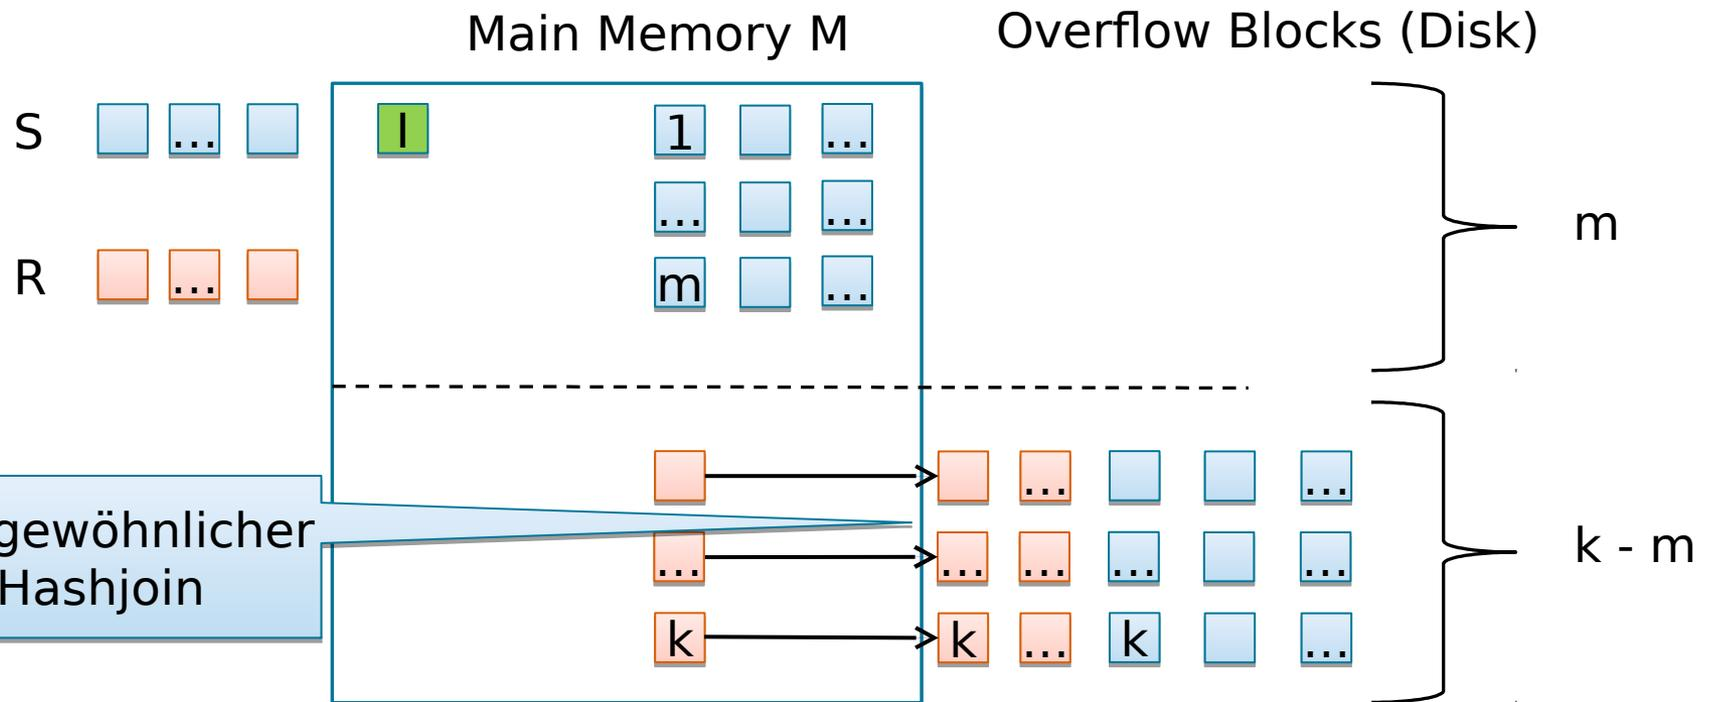 Main Memory M
Overflow Blocks (Disk)
S
...
I
1
...
...
...
m
R
...
m
...
...
...
gewöhnlicher
Hashjoin
...
...
...
...
...
k - m
k
k
...
k
...